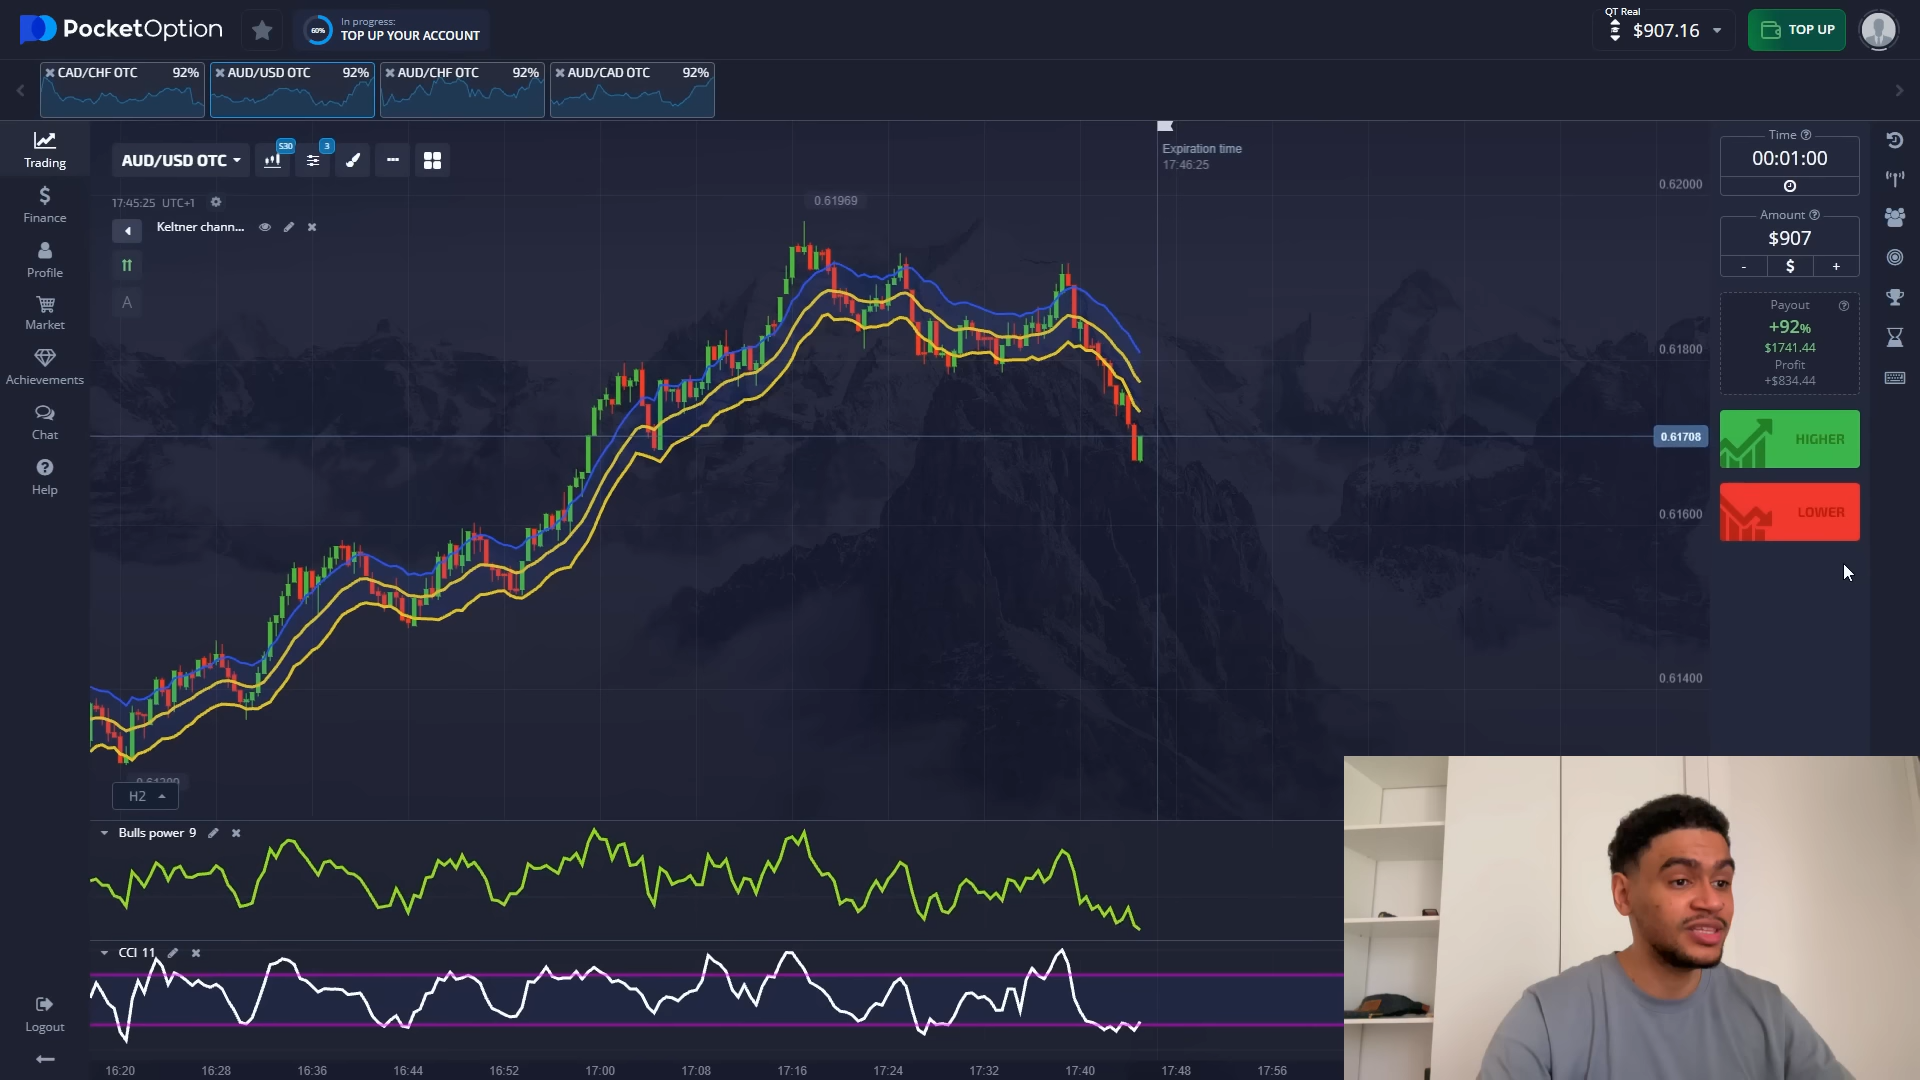 PocketOption
60%
In progress:
TOP UP YOUR ACCOUNT
QT Real
$907.16
TOP UP
CAD/CHF OTC 92%
AUD/USD OTC 92%
AUD/CHF OTC 92%
AUD/CAD OTC 92%
Trading
Finance
Profile
Market
Achievements
Chat
Help
Logout
AUD/USD OTC
S30
3
17:45:25 UTC+1
Keltner chann...
A
0.61969
Expiration time
17:46:25
0.62000
0.61800
0.61708
0.61600
0.61400
H2
Time
00:01:00
Amount
$907
- $ +
Payout
+92%
$1741.44
Profit
+$834.44
HIGHER
LOWER
Bulls power 9
CCI 11
16:20 16:28 16:36 16:44 16:52 17:00 17:08 17:16 17:24 17:32 17:40 17:48 17:56